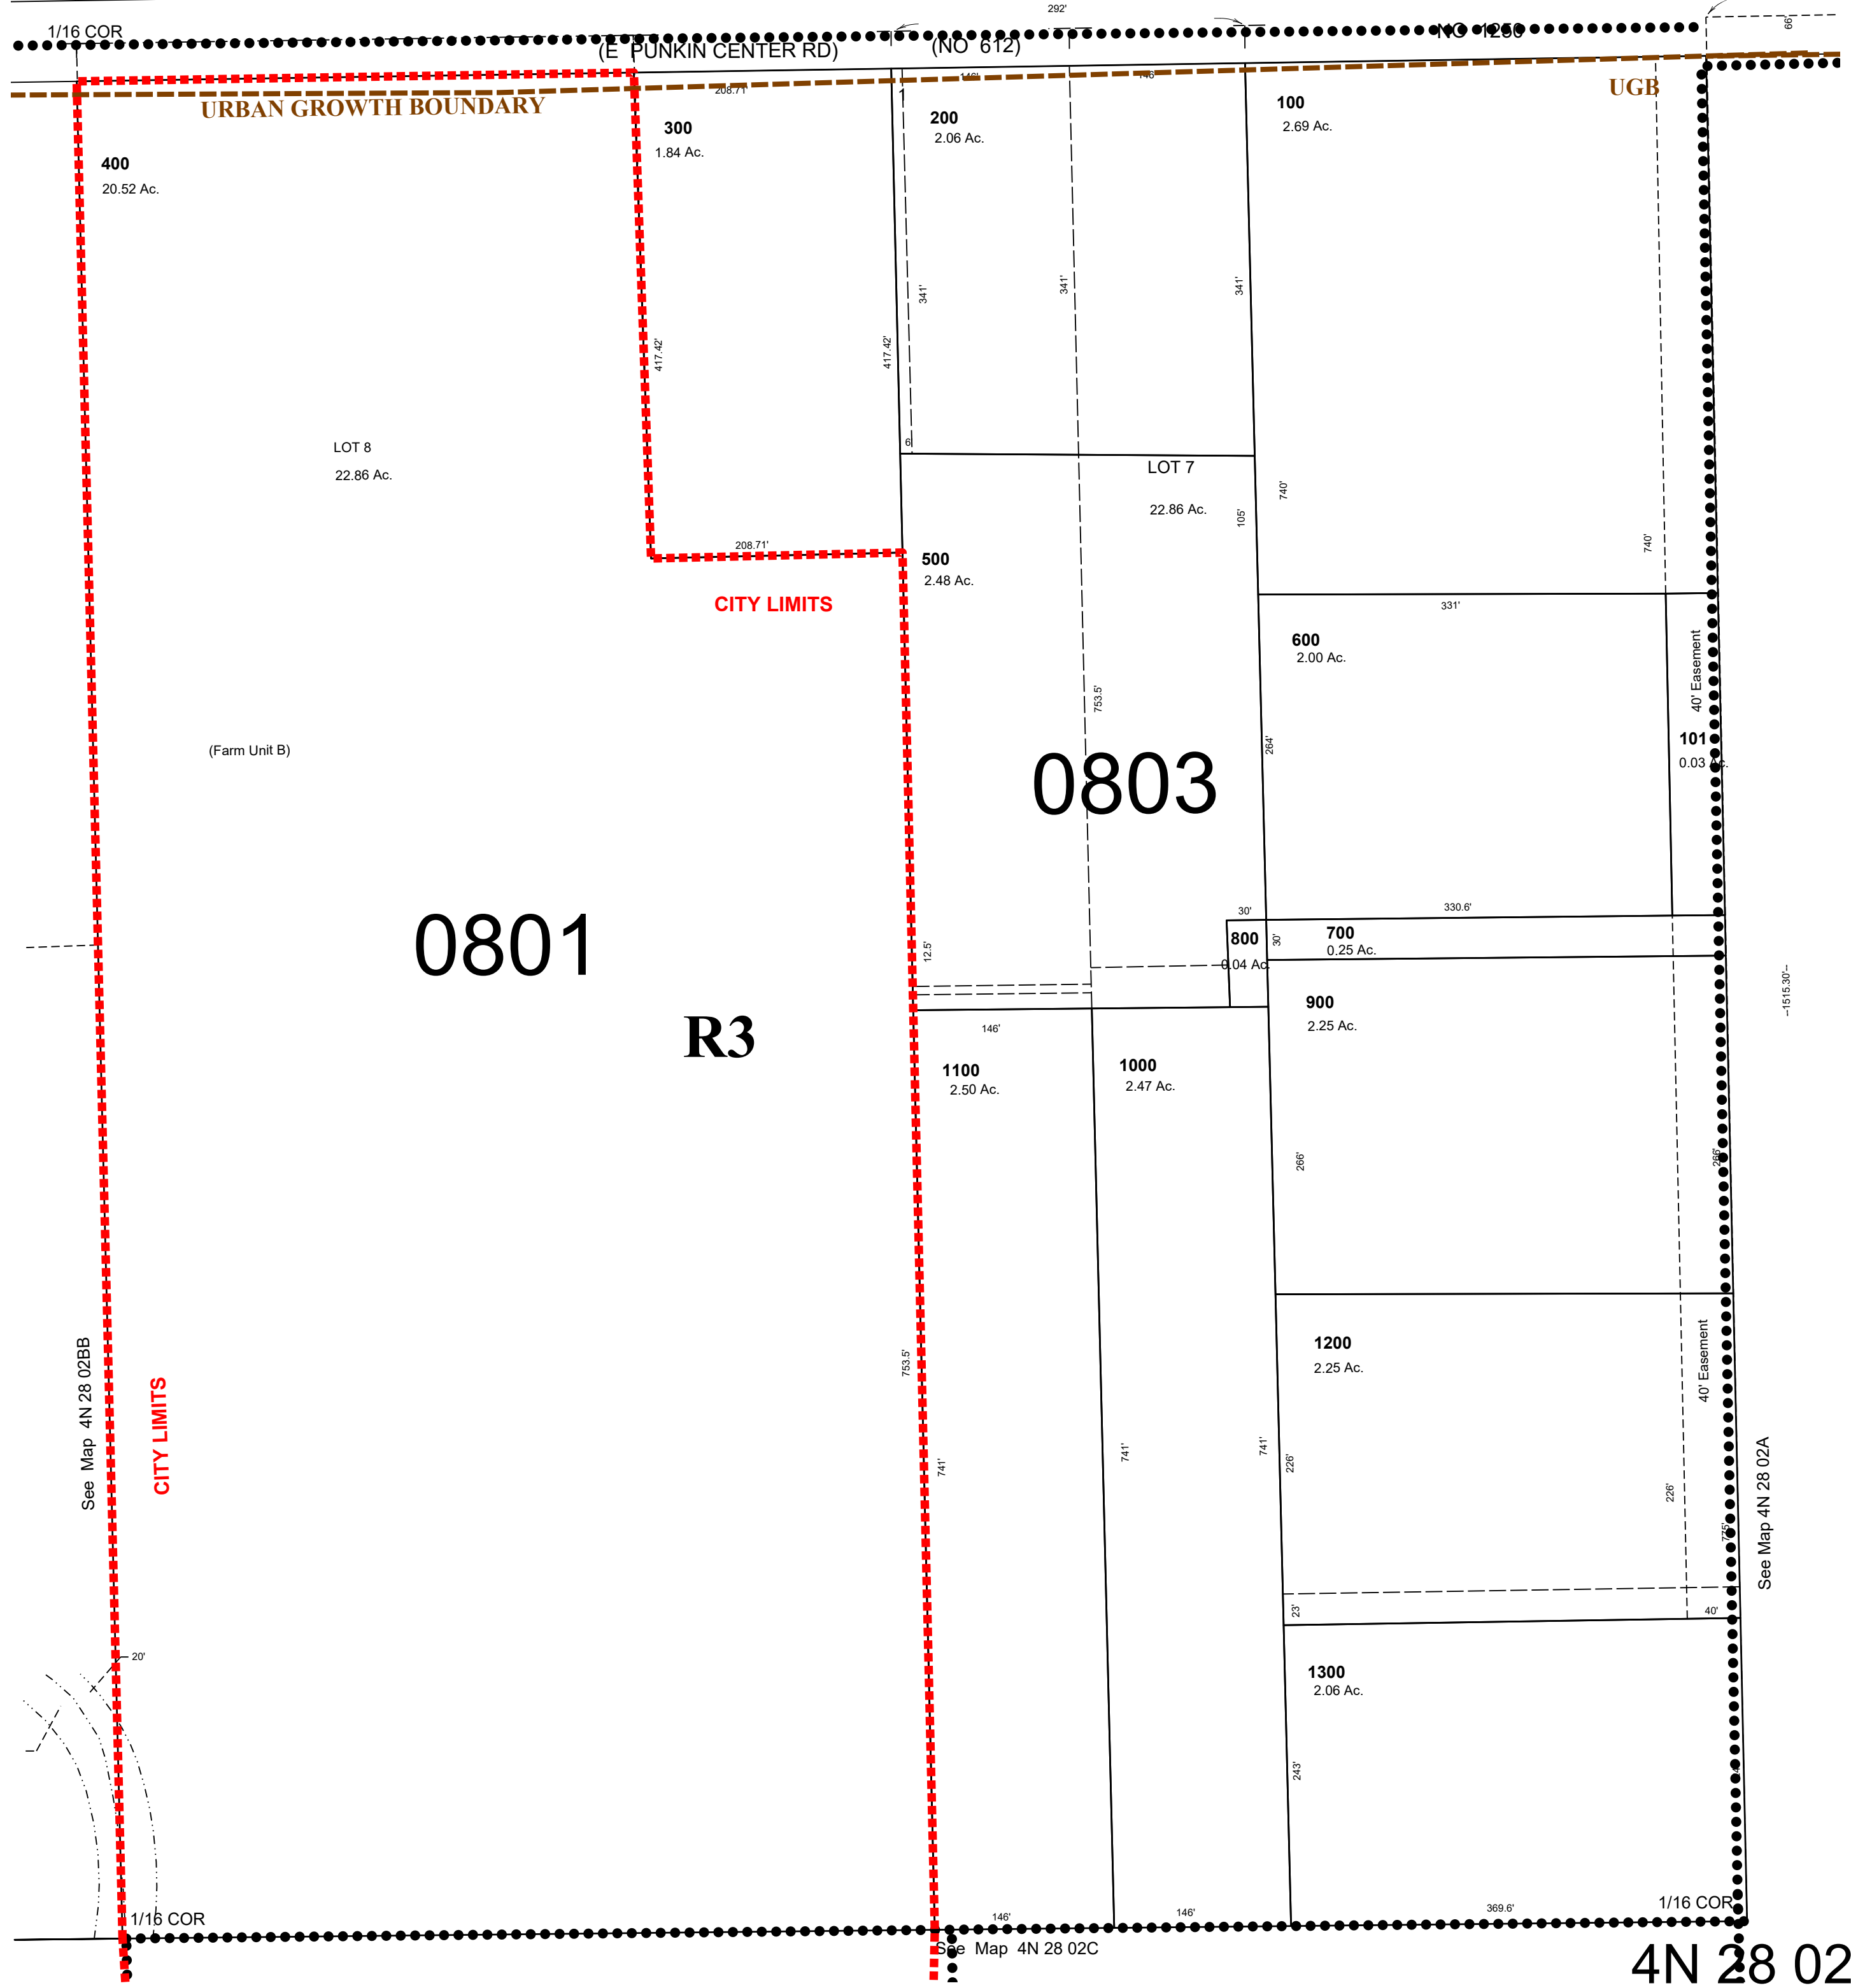 292'
66'
1/16 COR
(E PUNKIN CENTER RD)
(NO 612)
NO 1250
146'
146'
208.71'
URBAN GROWTH BOUNDARY
UGB
1
400
20.52 Ac.
300
1.84 Ac.
200
2.06 Ac.
100
2.69 Ac.
341'
341'
341'
417.42'
417.42'
6
LOT 8
22.86 Ac.
LOT 7
22.86 Ac.
740'
105'
740'
208.71'
CITY LIMITS
500
2.48 Ac.
331'
600
2.00 Ac.
40' Easement
101
0.03 Ac.
753.5'
264'
(Farm Unit B)
0803
0801
R3
30'
330.6'
800
0.04 Ac.
30'
700
0.25 Ac.
12.5'
900
2.25 Ac.
--1515.30'--
146'
1100
2.50 Ac.
1000
2.47 Ac.
266'
266'
1200
2.25 Ac.
40' Easement
See Map 4N 28 02BB
CITY LIMITS
753.5'
741'
741'
741'
226'
226'
775'
See Map 4N 28 02A
23'
40'
20'
1300
2.06 Ac.
243'
1/16 COR
146'
146'
369.6'
1/16 COR
See Map 4N 28 02C
4N 28 02